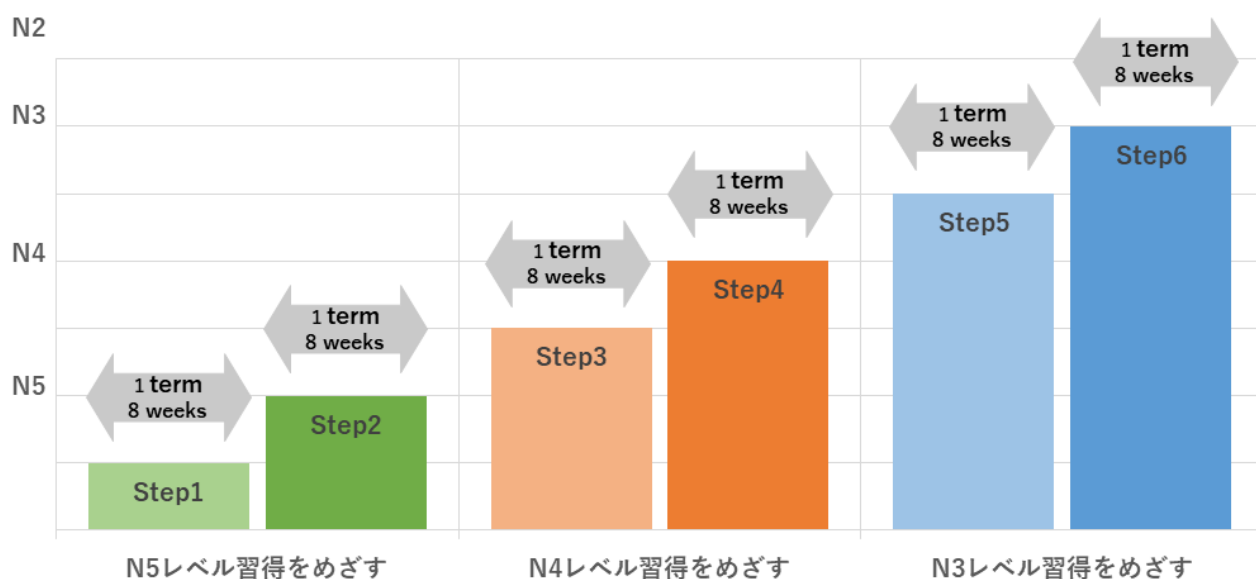 N2
N3
N4
N5
1 term
8 weeks
Step1
1 term
8 weeks
Step2
1 term
8 weeks
Step3
1 term
8 weeks
Step4
1 term
8 weeks
Step5
1 term
8 weeks
Step6
N5レベル習得をめざす
N4レベル習得をめざす
N3レベル習得をめざす